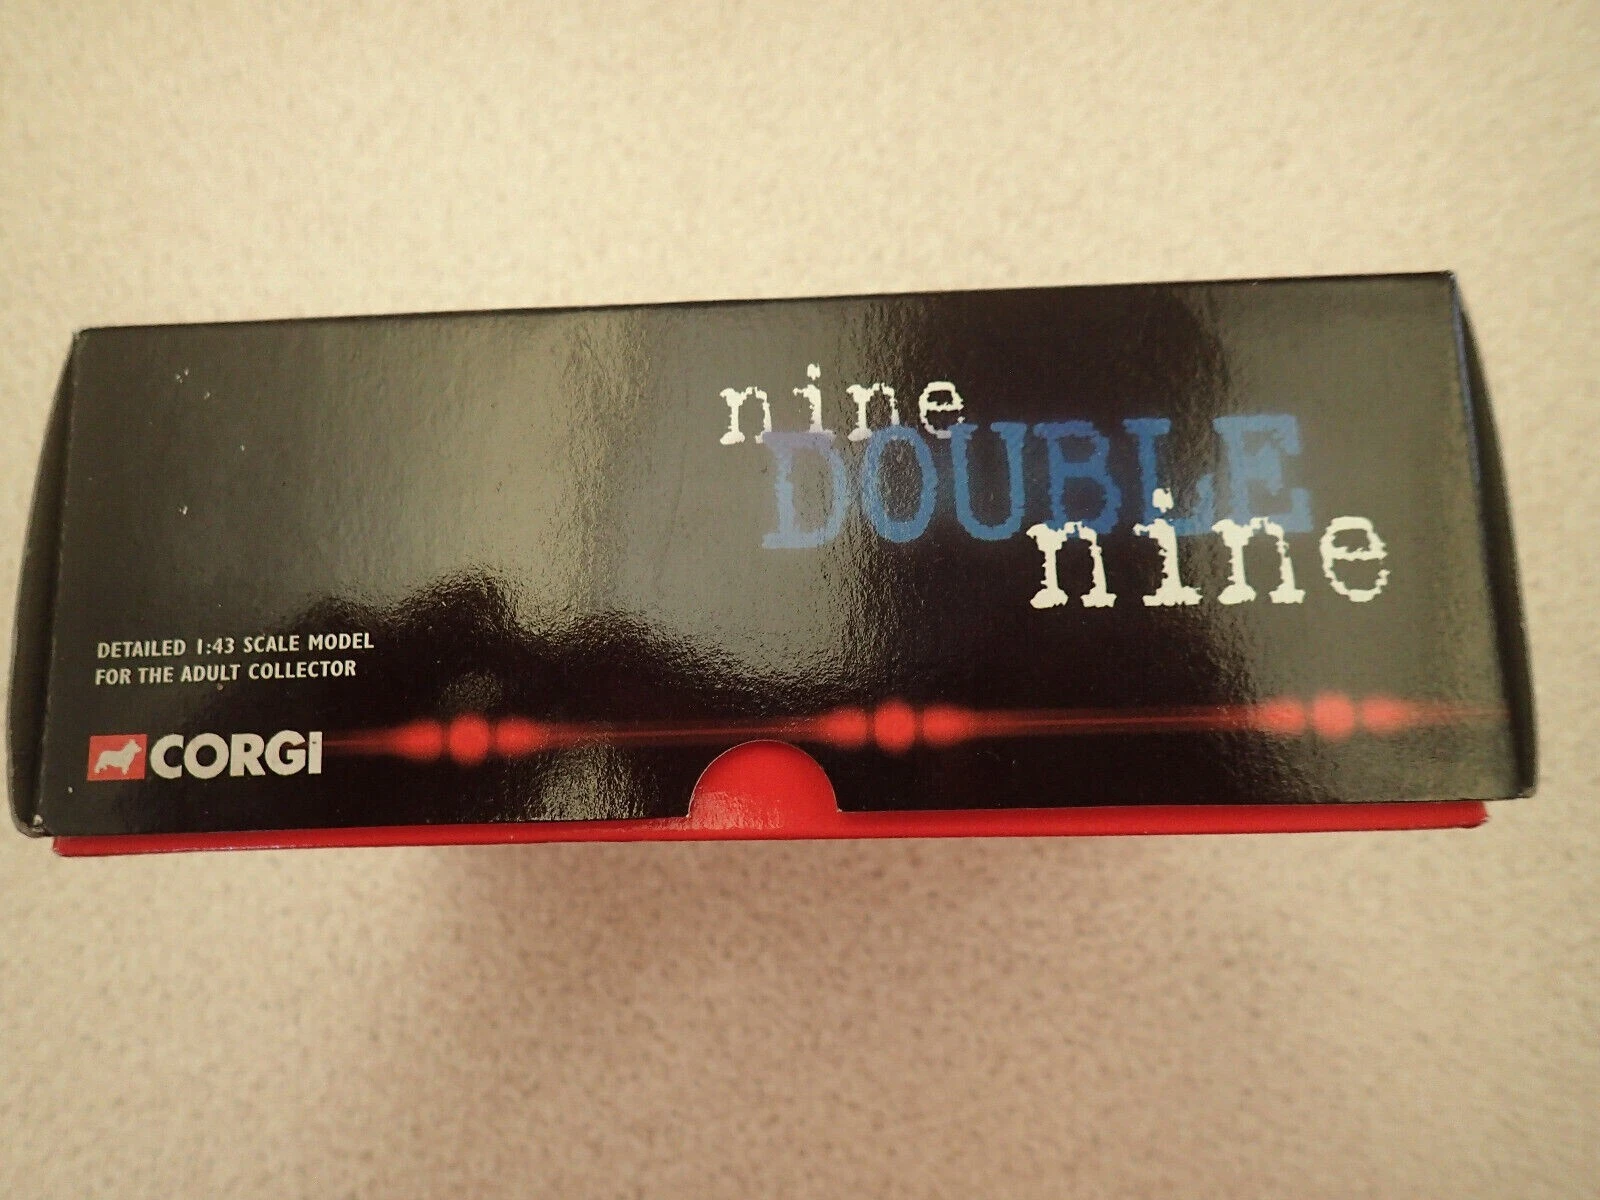 nine
DOUBLE
nine
DETAILED 1:43 SCALE MODEL
FOR THE ADULT COLLECTOR
CORGI